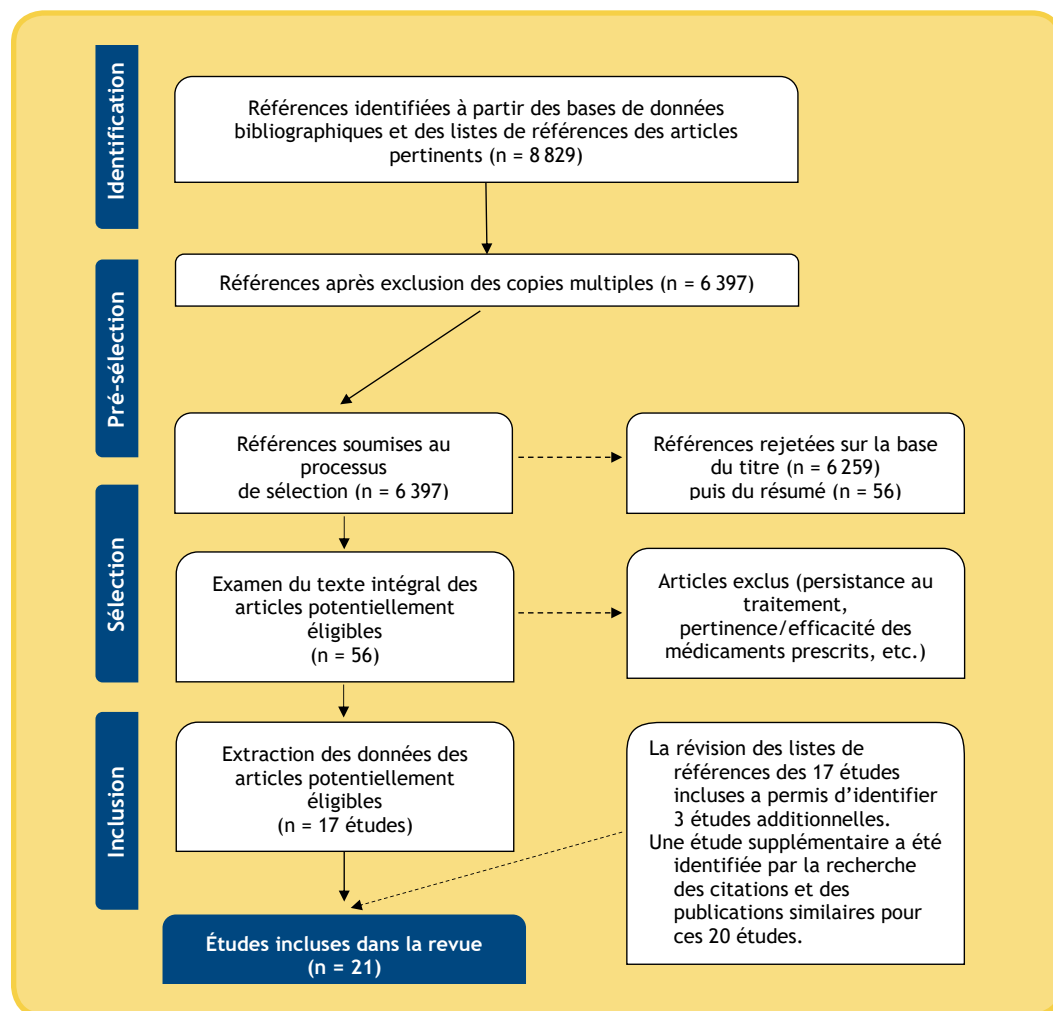 Identification
Références identifiées à partir des bases de données
bibliographiques et des listes de références des articles
pertinents (n = 8 829)
Pré-sélection
Références après exclusion des copies multiples (n = 6 397)
Références soumises au
processus
de sélection (n = 6 397)
Références rejetées sur la base
du titre (n = 6 259)
puis du résumé (n = 56)
Sélection
Examen du texte intégral des
articles potentiellement
éligibles
(n = 56)
Articles exclus (persistance au
traitement,
pertinence/efficacité des
médicaments prescrits, etc.)
Inclusion
Extraction des données des
articles potentiellement
éligibles
(n = 17 études)
La révision des listes de
références des 17 études
incluses a permis d’identifier
3 études additionnelles.
Une étude supplémentaire a été
identifiée par la recherche
des citations et des
publications similaires pour
ces 20 études.
Études incluses dans la revue
(n = 21)